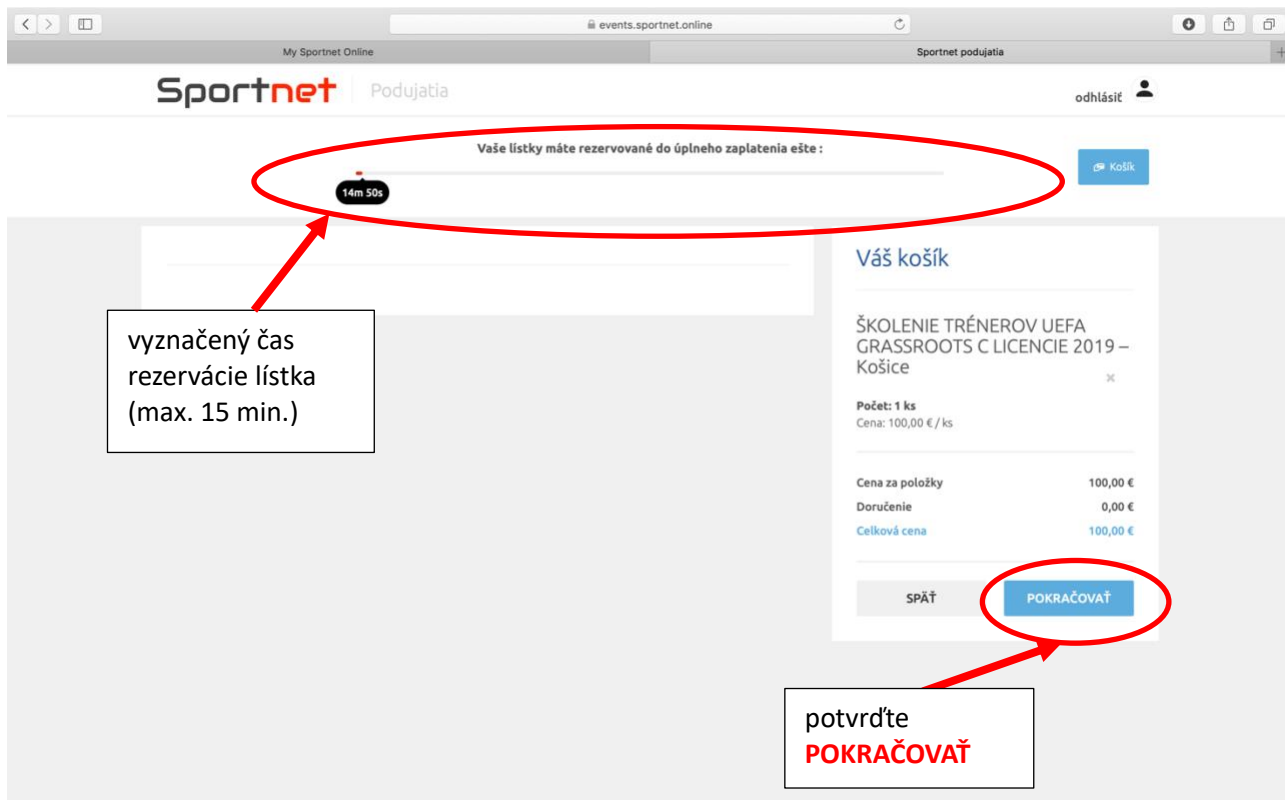 events.sportnet.online
My Sportnet Online
Sportnet podujatia
Sportnet
Podujatia
odhlásiť
Vaše lístky máte rezervované do úplneho zaplatenia ešte :
Košík
14m 50s
Váš košík
vyznačený čas
rezervácie lístka
(max. 15 min.)
ŠKOLENIE TRÉNEROV UEFA
GRASSROOTS C LICENCIE 2019 –
Košice
Počet: 1 ks
Cena: 100,00 € / ks
Cena za položky 100,00 €
Doručenie 0,00 €
Celková cena 100,00 €
SPÄŤ
POKRAČOVAŤ
potvrďte
POKRAČOVAŤ